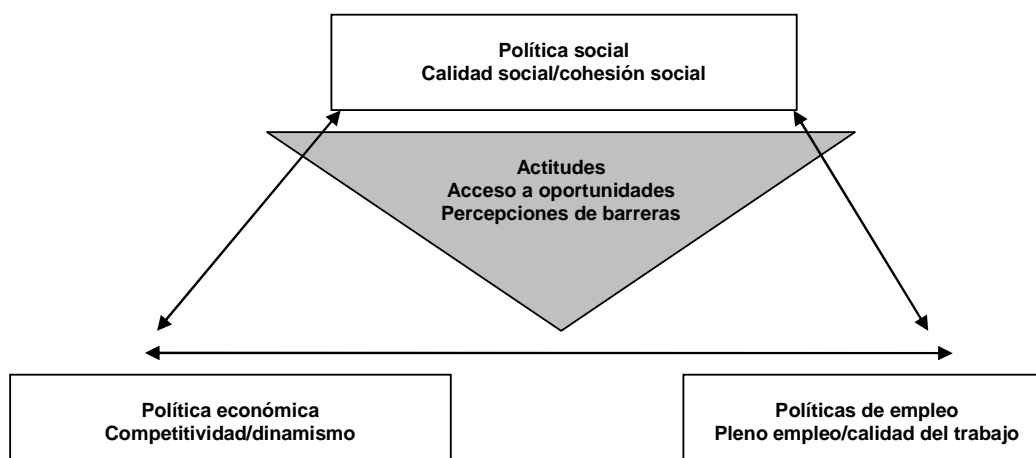 Política social
Calidad social/cohesión social
Actitudes
Acceso a oportunidades
Percepciones de barreras
Política económica
Competitividad/dinamismo
Políticas de empleo
Pleno empleo/calidad del trabajo